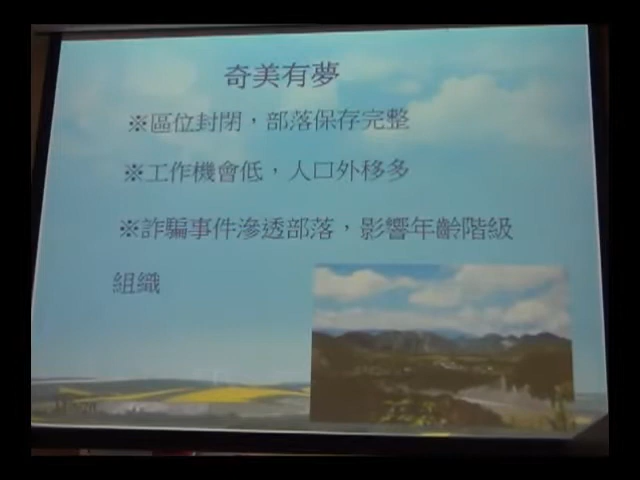 奇美有夢
※區位封閉，部落保存完整
※工作機會低，人口外移多
※詐騙事件滲透部落，影響年齡階級
組織